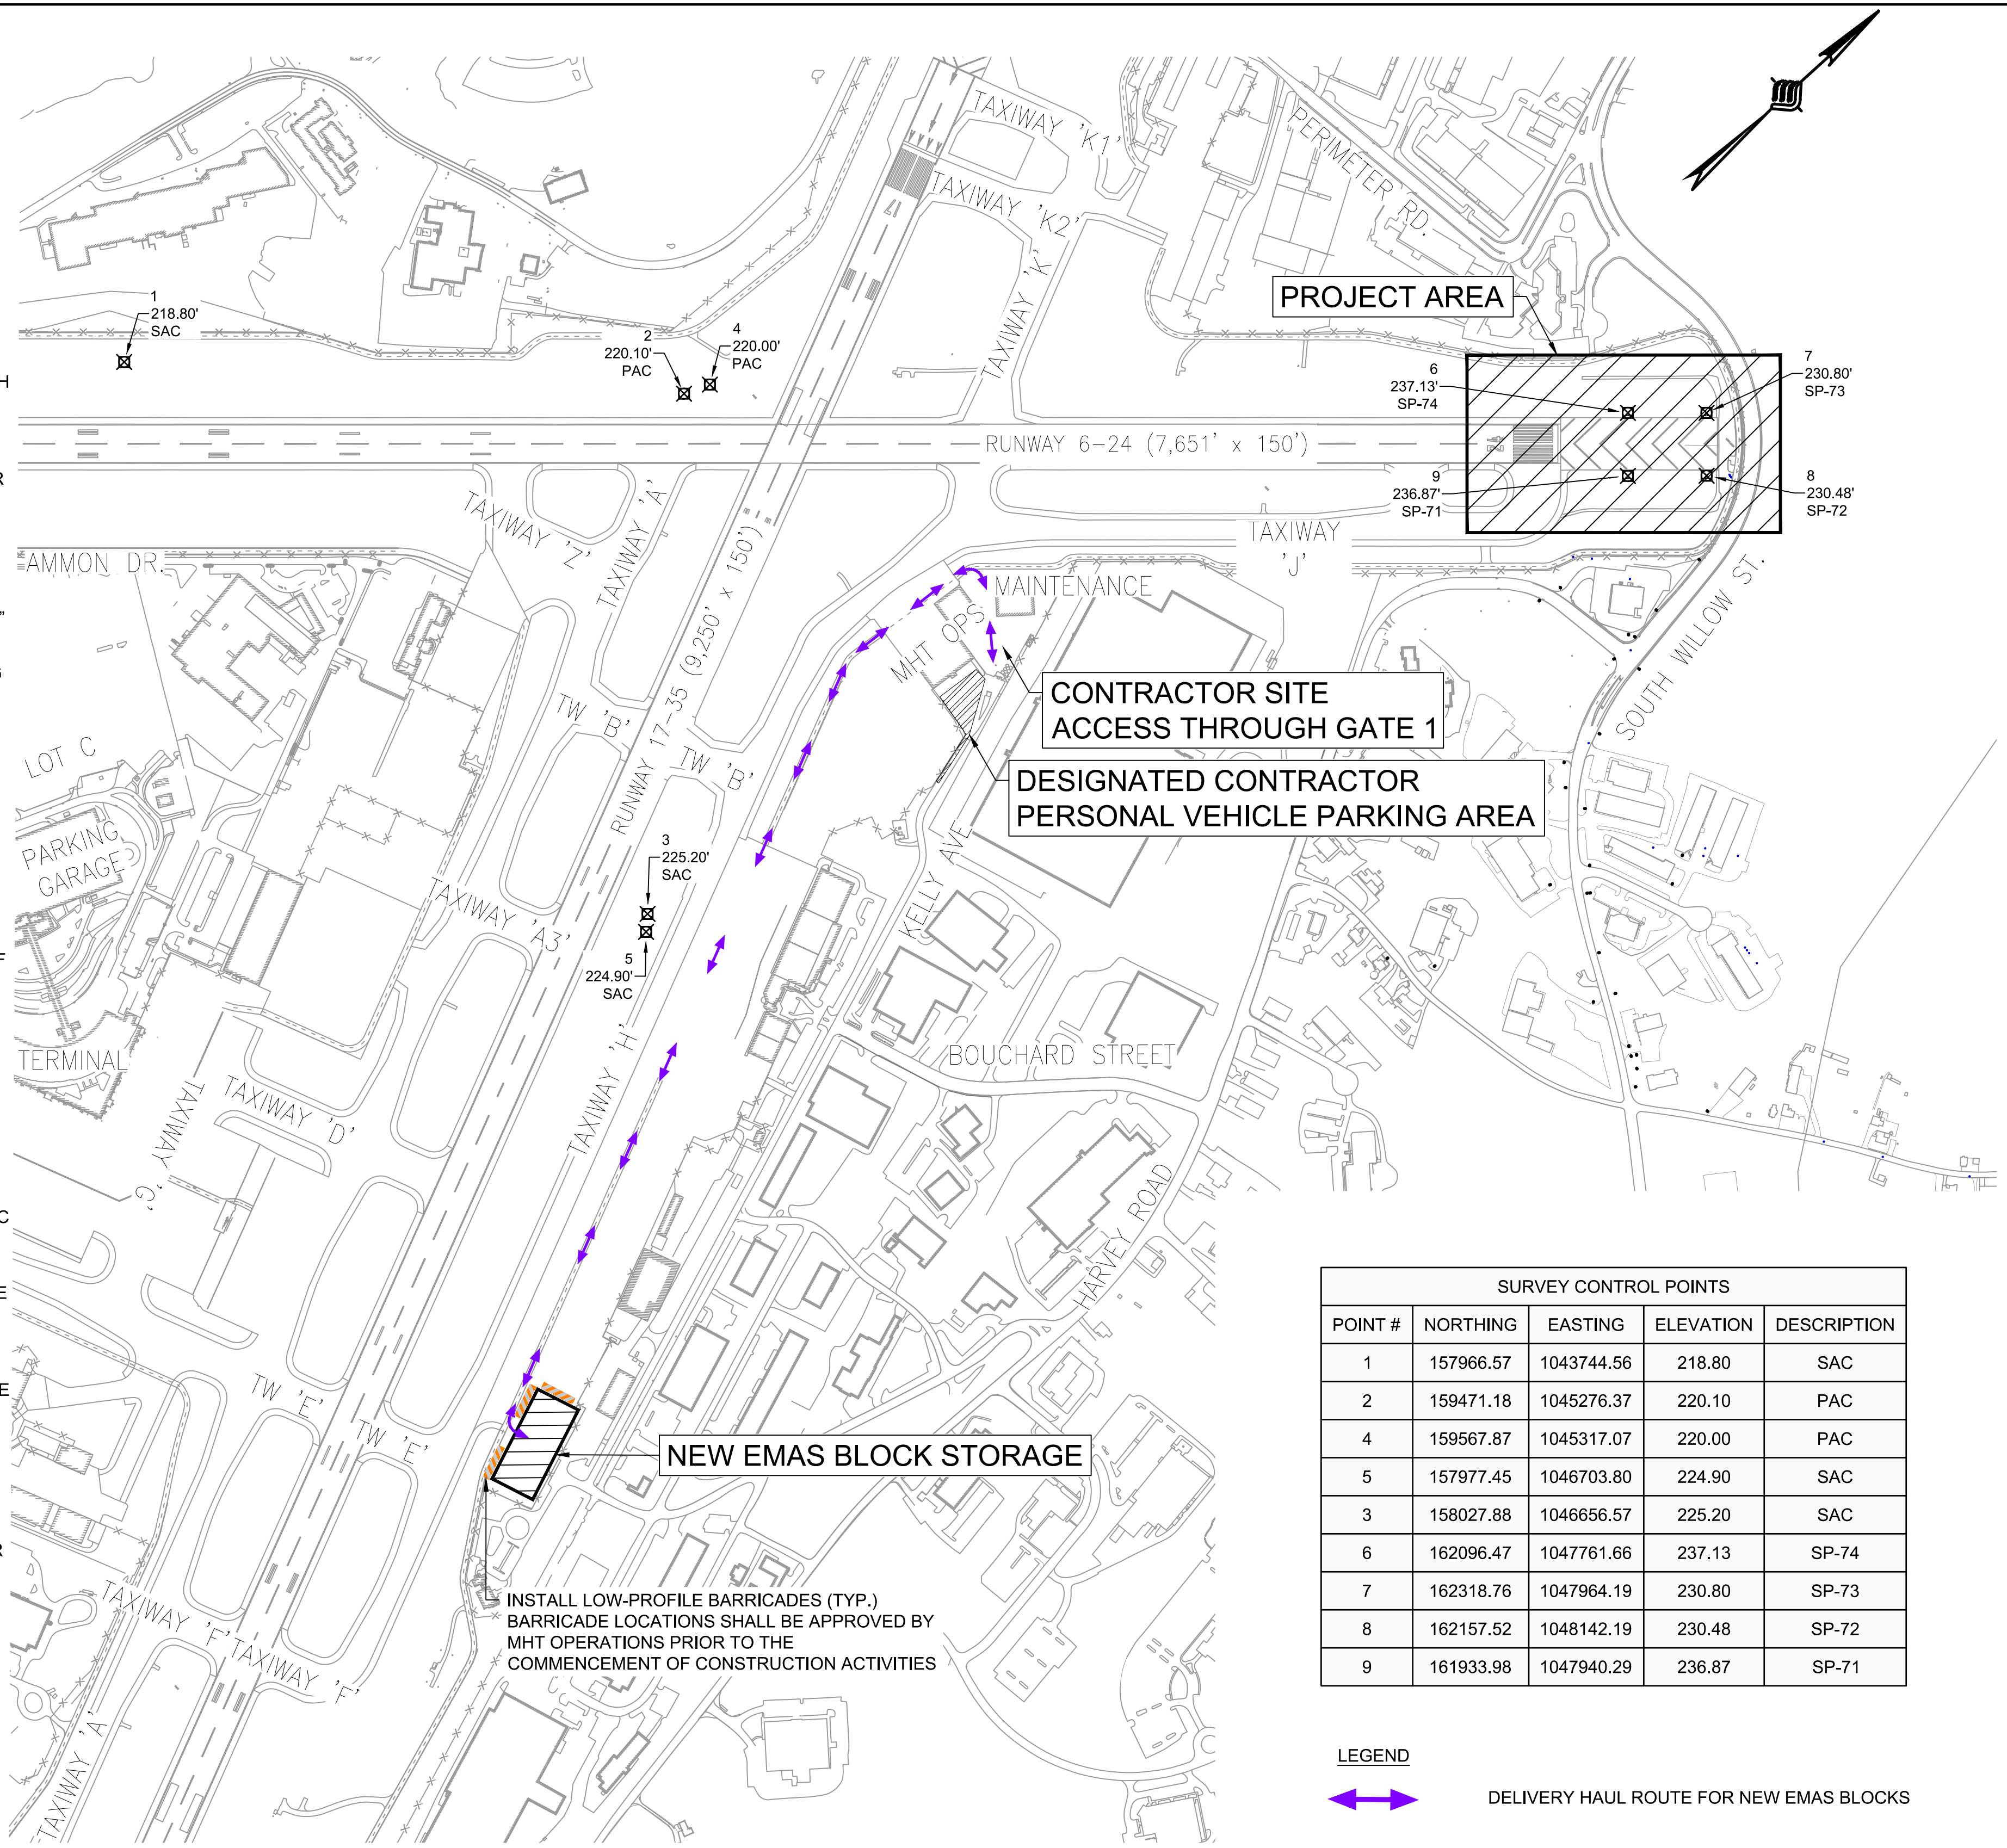 TAXIWAY 'K1'
PERIMETER RD.
TAXIWAY 'K2'
TAXIWAY 'K'
PROJECT AREA
1
218.80'
SAC
2
220.10'
PAC
4
220.00'
PAC
6
237.13'
SP-74
7
230.80'
SP-73
H
RUNWAY 6-24 (7,651' x 150')
R
9
236.87'
SP-71
8
230.48'
SP-72
TAXIWAY 'Z'
TAXIWAY 'A'
TAXIWAY
'J'
AMMON DR.
MAINTENANCE
MHT OPS
SOUTH WILLOW ST.
RUNWAY 17-35 (9,250' x 150')
CONTRACTOR SITE
ACCESS THROUGH GATE 1
TW 'B'
TW 'B'
LOT C
DESIGNATED CONTRACTOR
PERSONAL VEHICLE PARKING AREA
PARKING
GARAGE
3
225.20'
SAC
KELLY AVE
TAXIWAY 'A3'
5
224.90'
SAC
F
TERMINAL
TAXIWAY 'H'
BOUCHARD STREET
TAXIWAY 'D'
TAXIWAY 'G'
HARVEY ROAD
C
E
E
TW 'E'
TW 'E'
NEW EMAS BLOCK STORAGE
R
INSTALL LOW-PROFILE BARRICADES (TYP.)
BARRICADE LOCATIONS SHALL BE APPROVED BY
MHT OPERATIONS PRIOR TO THE
COMMENCEMENT OF CONSTRUCTION ACTIVITIES
TAXIWAY 'F'
TAXIWAY 'F'
TAXIWAY 'A'
SURVEY CONTROL POINTS
POINT # NORTHING EASTING ELEVATION DESCRIPTION
1 157966.57 1043744.56 218.80 SAC
2 159471.18 1045276.37 220.10 PAC
4 159567.87 1045317.07 220.00 PAC
5 157977.45 1046703.80 224.90 SAC
3 158027.88 1046656.57 225.20 SAC
6 162096.47 1047761.66 237.13 SP-74
7 162318.76 1047964.19 230.80 SP-73
8 162157.52 1048142.19 230.48 SP-72
9 161933.98 1047940.29 236.87 SP-71
LEGEND
DELIVERY HAUL ROUTE FOR NEW EMAS BLOCKS